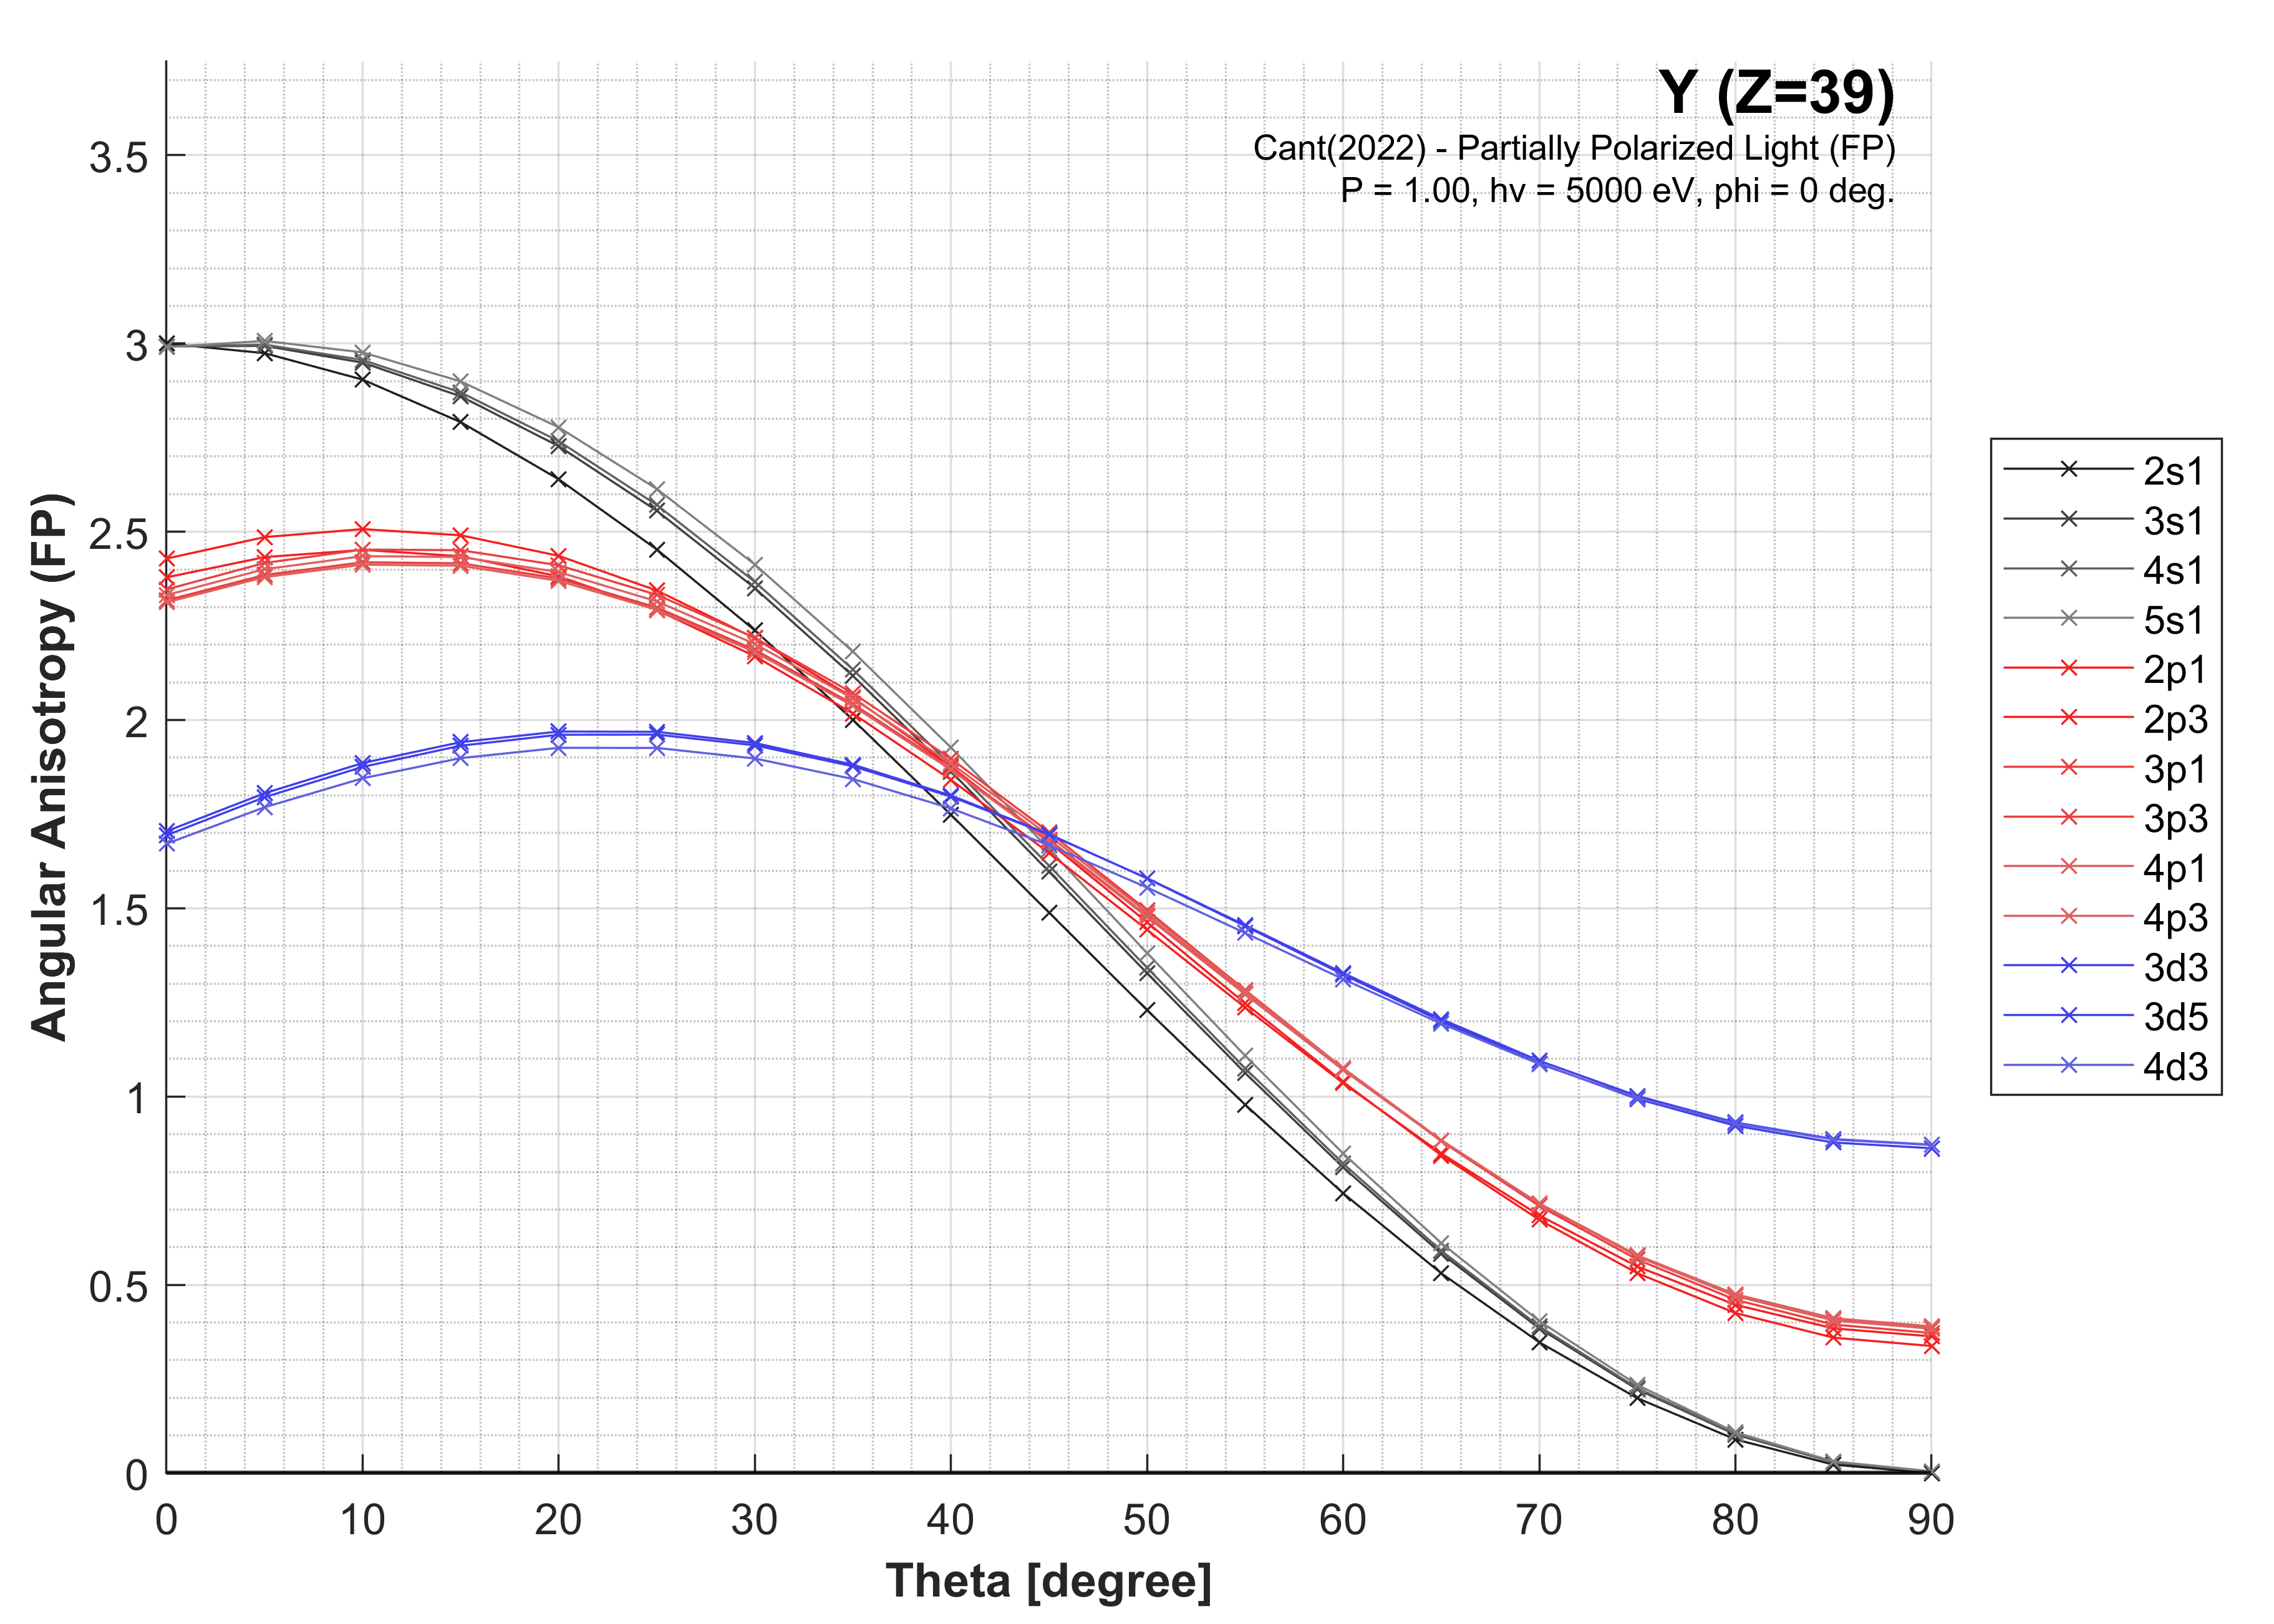 Y (Z=39)
Cant(2022) - Partially Polarized Light (FP)
P = 1.00, hv = 5000 eV, phi = 0 deg.
Angular Anisotropy (FP)
3.5
3
2.5
2
1.5
1
0.5
0
0 10 20 30 40 50 60 70 80 90
Theta [degree]
2s1
3s1
4s1
5s1
2p1
2p3
3p1
3p3
4p1
4p3
3d3
3d5
4d3